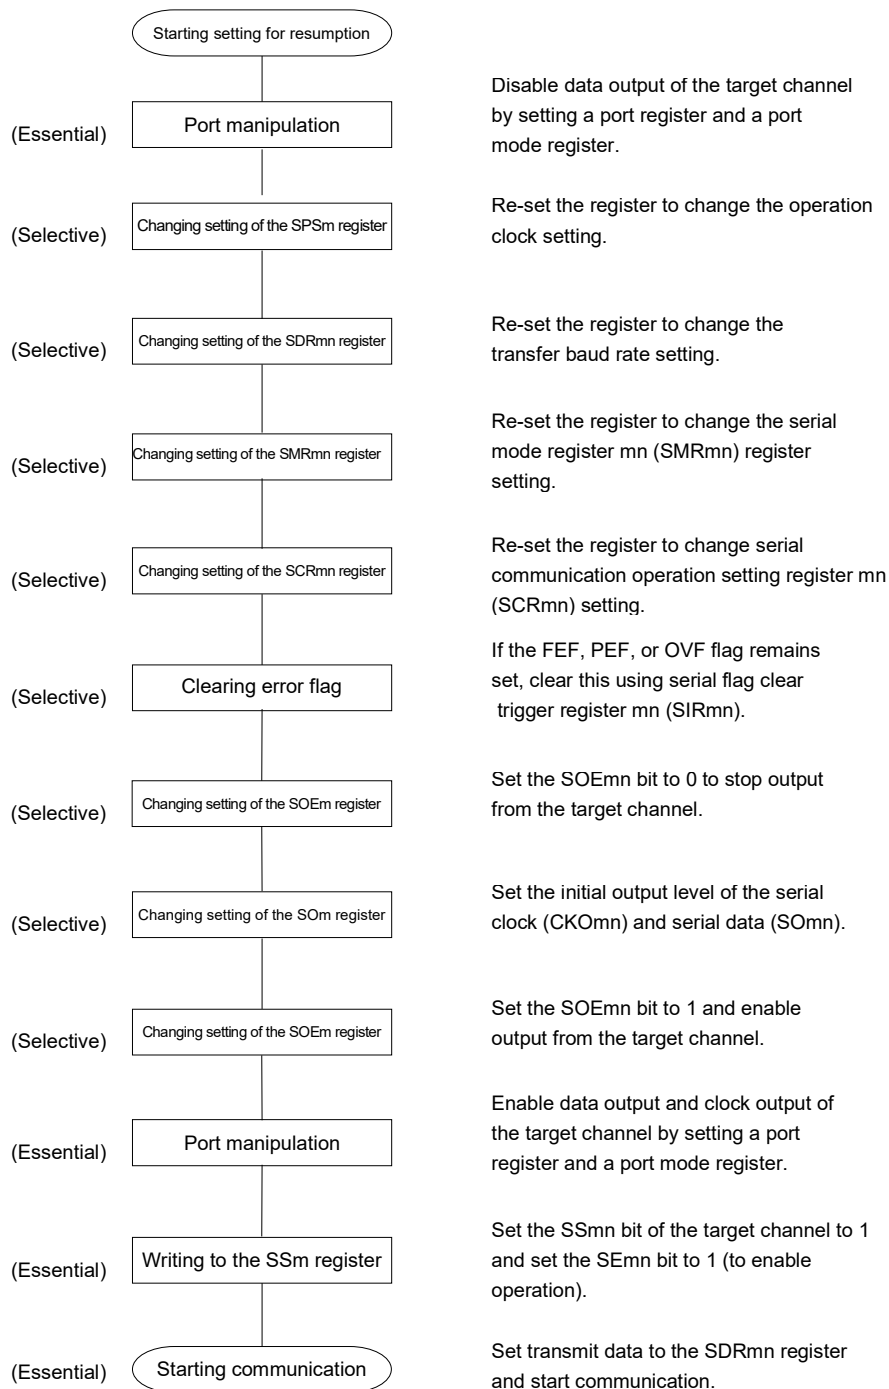 Starting setting for resumption
(Essential)
Port manipulation
Disable data output of the target channel
by setting a port register and a port
mode register.
(Selective)
Changing setting of the SPSm register
Re-set the register to change the operation
clock setting.
(Selective)
Changing setting of the SDRmn register
Re-set the register to change the
transfer baud rate setting.
(Selective)
Changing setting of the SMRmn register
Re-set the register to change the serial
mode register mn (SMRmn) register
setting.
(Selective)
Changing setting of the SCRmn register
Re-set the register to change serial
communication operation setting register mn
(SCRmn) setting.
(Selective)
Clearing error flag
If the FEF, PEF, or OVF flag remains
set, clear this using serial flag clear
trigger register mn (SIRmn).
(Selective)
Changing setting of the SOEm register
Set the SOEmn bit to 0 to stop output
from the target channel.
(Selective)
Changing setting of the SOm register
Set the initial output level of the serial
clock (CKOmn) and serial data (SOmn).
(Selective)
Changing setting of the SOEm register
Set the SOEmn bit to 1 and enable
output from the target channel.
(Essential)
Port manipulation
Enable data output and clock output of
the target channel by setting a port
register and a port mode register.
(Essential)
Writing to the SSm register
Set the SSmn bit of the target channel to 1
and set the SEmn bit to 1 (to enable
operation).
(Essential)
Starting communication
Set transmit data to the SDRmn register
and start communication.